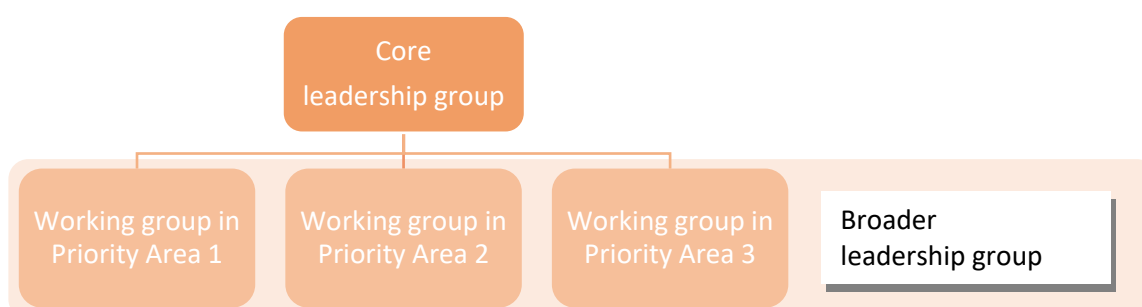 Core
leadership group
Working group in
Priority Area 1
Working group in
Priority Area 2
Working group in
Priority Area 3
Broader
leadership group